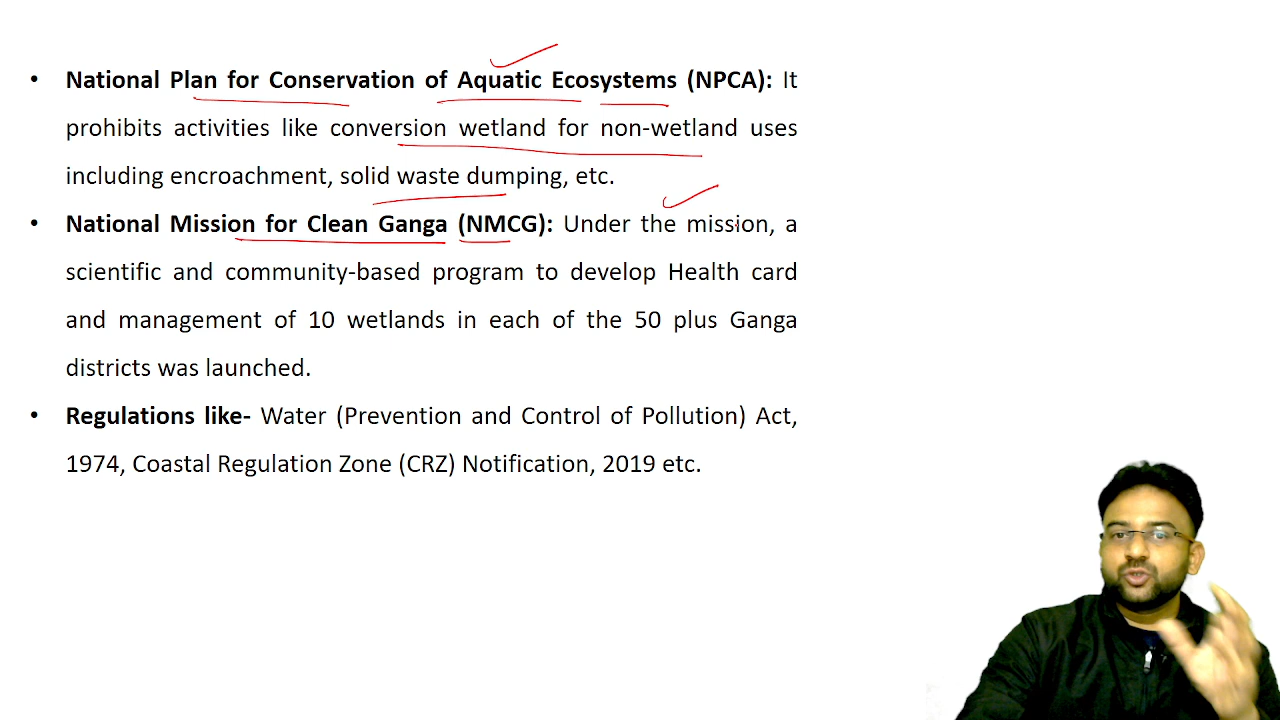 • National Plan for Conservation of Aquatic Ecosystems (NPCA): It
prohibits activities like conversion wetland for non-wetland uses
including encroachment, solid waste dumping, etc.
• National Mission for Clean Ganga (NMCG): Under the mission, a
scientific and community-based program to develop Health card
and management of 10 wetlands in each of the 50 plus Ganga
districts was launched.
• Regulations like- Water (Prevention and Control of Pollution) Act,
1974, Coastal Regulation Zone (CRZ) Notification, 2019 etc.